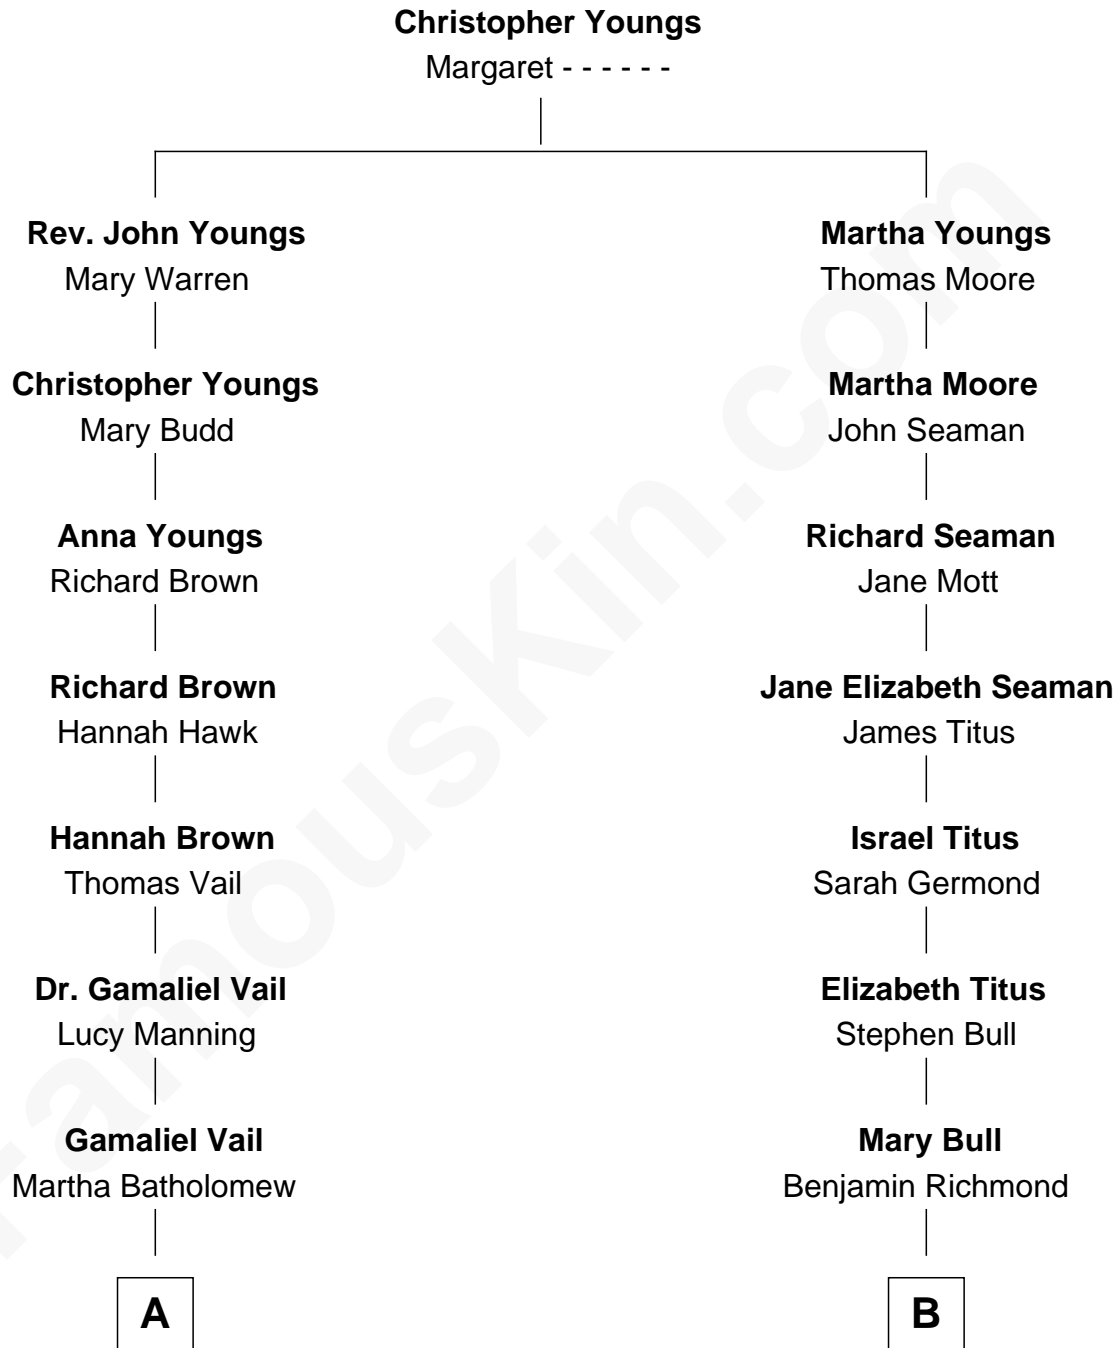 Christopher Youngs
Margaret - - - - - -
Rev. John Youngs
Mary Warren
Martha Youngs
Thomas Moore
Christopher Youngs
Mary Budd
Martha Moore
John Seaman
Anna Youngs
Richard Brown
Richard Seaman
Jane Mott
Richard Brown
Hannah Hawk
Jane Elizabeth Seaman
James Titus
Hannah Brown
Thomas Vail
Israel Titus
Sarah Germond
Dr. Gamaliel Vail
Lucy Manning
Elizabeth Titus
Stephen Bull
Gamaliel Vail
Martha Batholomew
Mary Bull
Benjamin Richmond
A
B
FamousKin.com